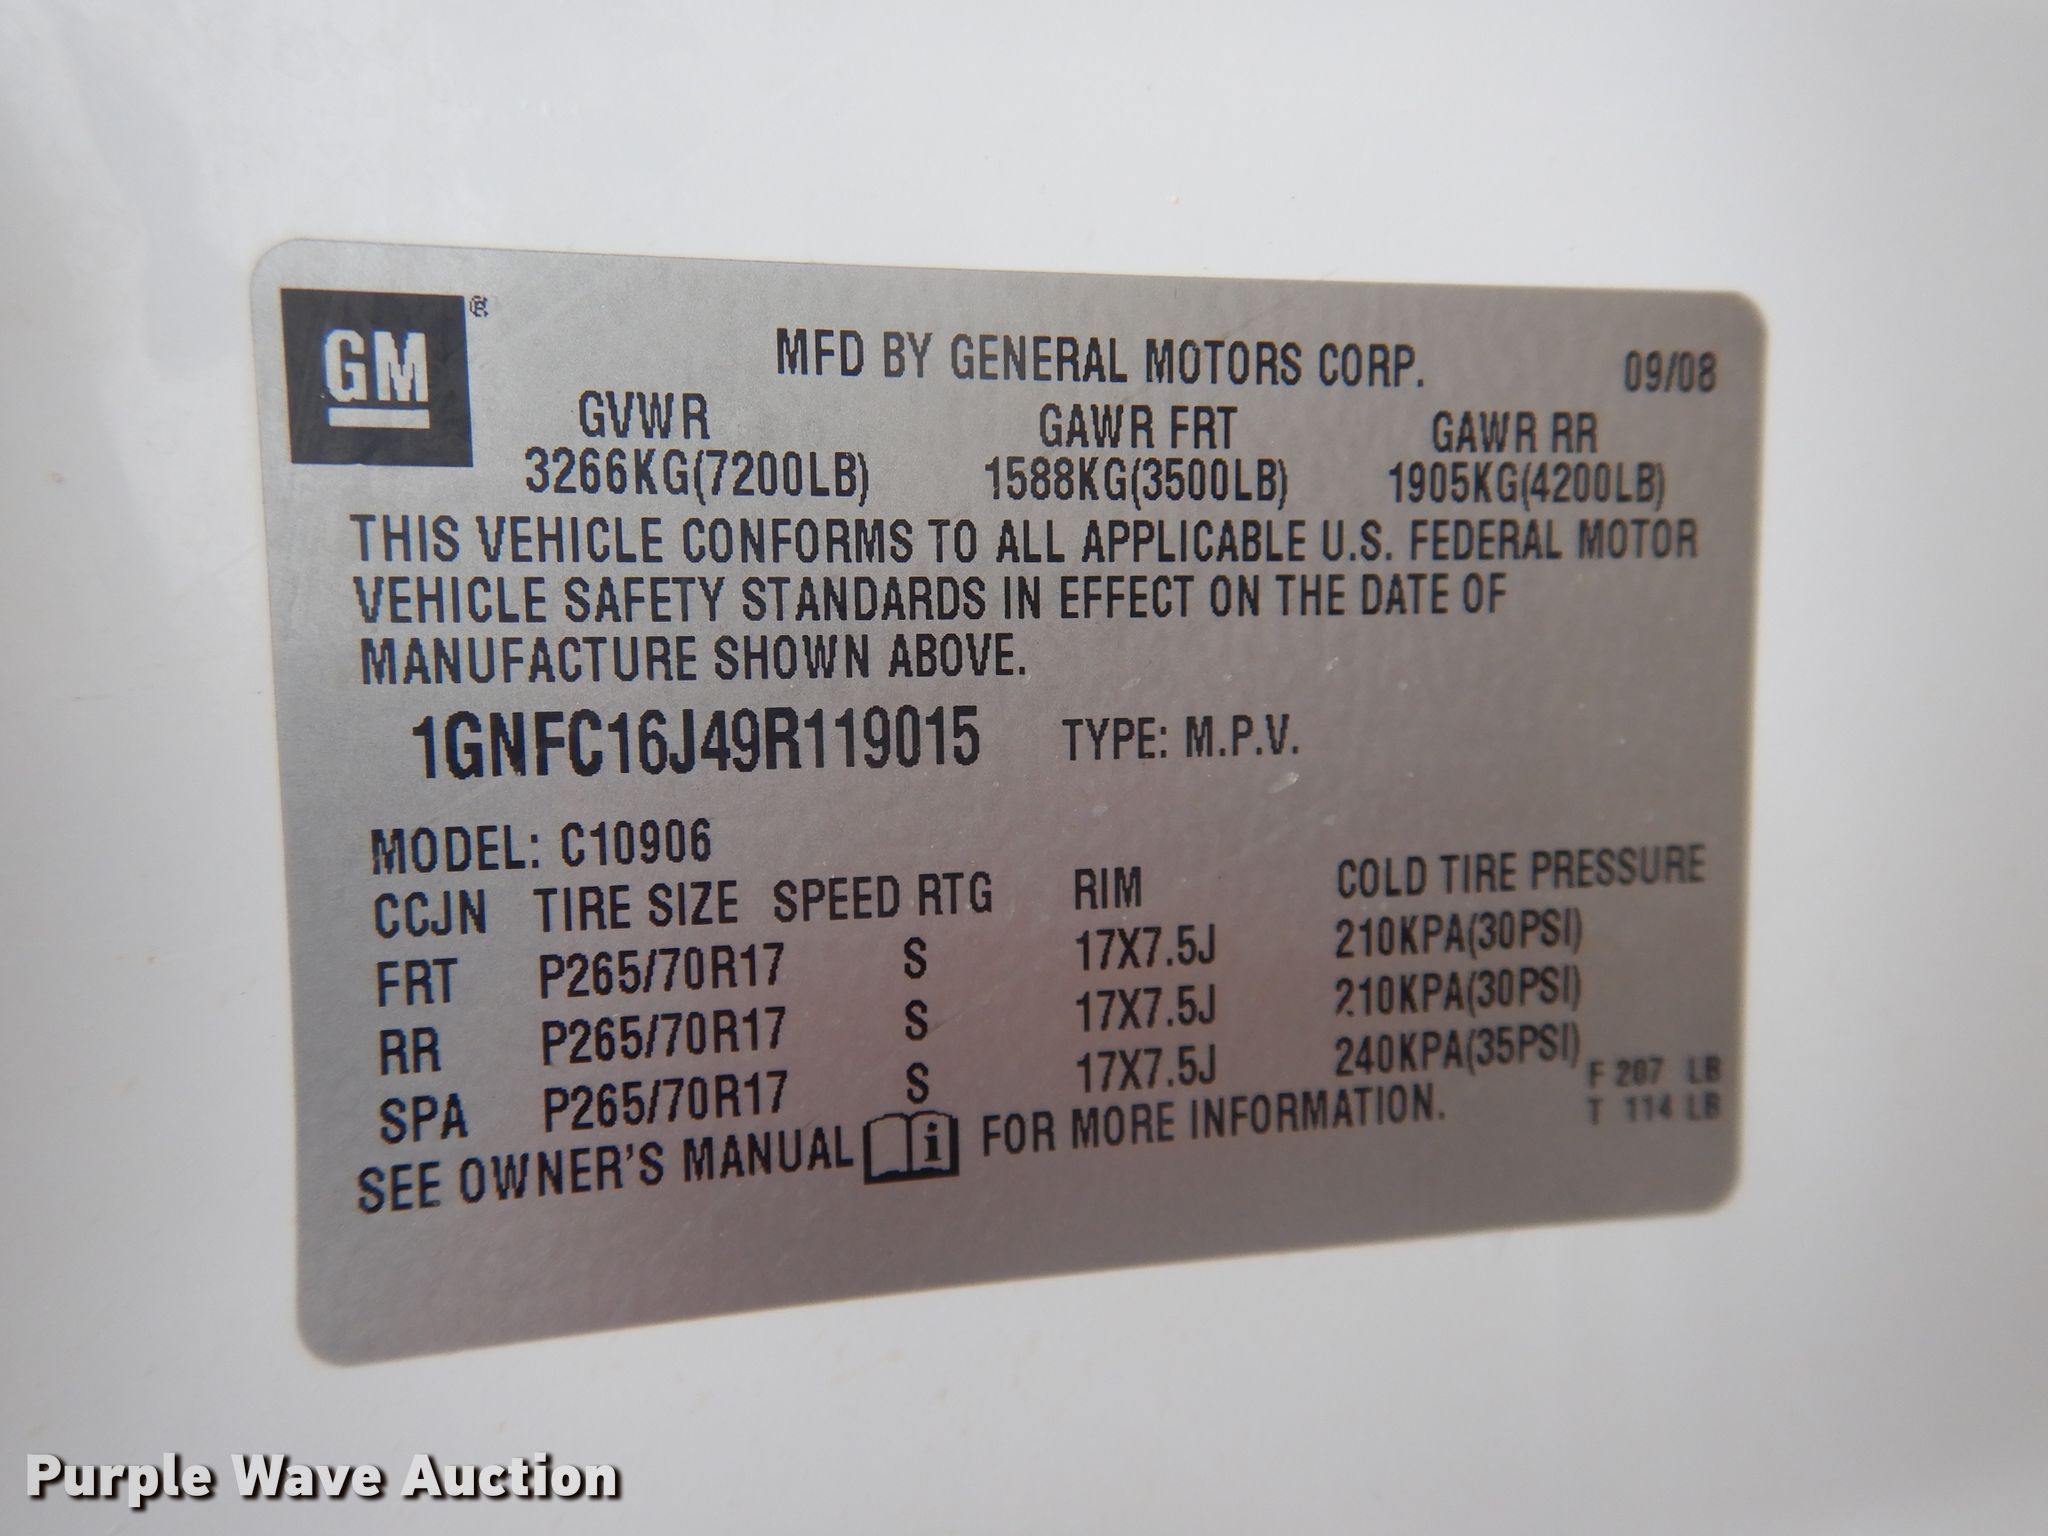 GM®
MFD BY GENERAL MOTORS CORP. 09/08
GVWR GAWR FRT GAWR RR
3266KG(7200LB) 1588KG(3500LB) 1905KG(4200LB)
THIS VEHICLE CONFORMS TO ALL APPLICABLE U.S. FEDERAL MOTOR
VEHICLE SAFETY STANDARDS IN EFFECT ON THE DATE OF
MANUFACTURE SHOWN ABOVE.
1GNFC16J49R119015 TYPE: M.P.V.
MODEL: C10906
CCJN TIRE SIZE SPEED RTG RIM COLD TIRE PRESSURE
FRT P265/70R17 S 17X7.5J 210KPA(30PSI)
RR P265/70R17 S 17X7.5J 210KPA(30PSI)
SPA P265/70R17 S 17X7.5J 240KPA(35PSI)
F 207 LB
T 114 LB
SEE OWNER'S MANUAL i FOR MORE INFORMATION.
Purple Wave Auction